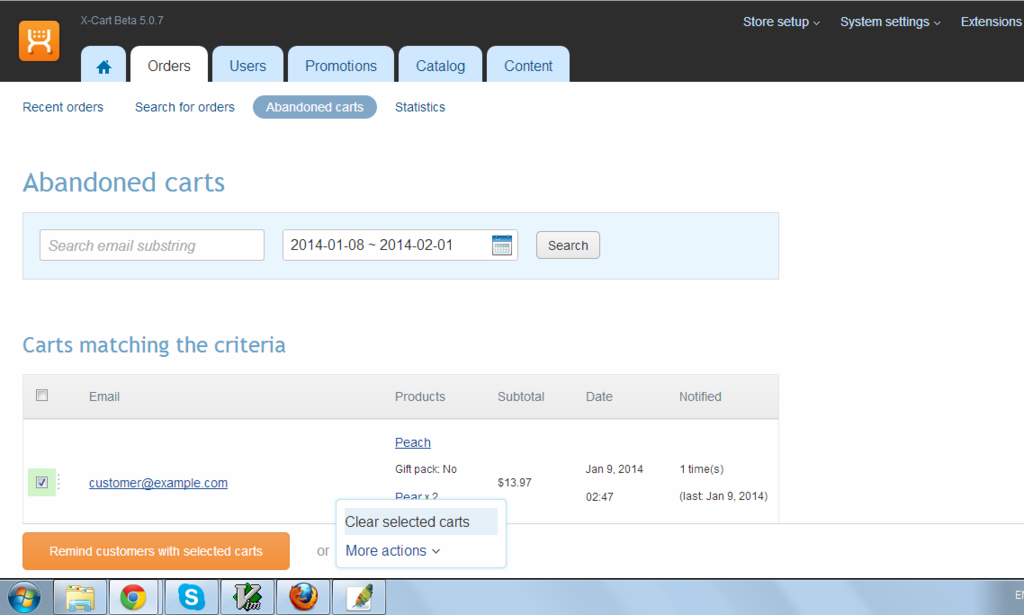 X-Cart Beta 5.0.7
Store setup
System settings
Extensions
Orders
Users
Promotions
Catalog
Content
Recent orders
Search for orders
Abandoned carts
Statistics
Abandoned carts
Search email substring
2014-01-08 ~ 2014-02-01
Search
Carts matching the criteria
Email
Products
Subtotal
Date
Notified
Peach
Gift pack: No
Pear x 2
customer@example.com
$13.97
Jan 9, 2014
02:47
1 time(s)
(last: Jan 9, 2014)
Clear selected carts
Remind customers with selected carts
or
More actions
Vim